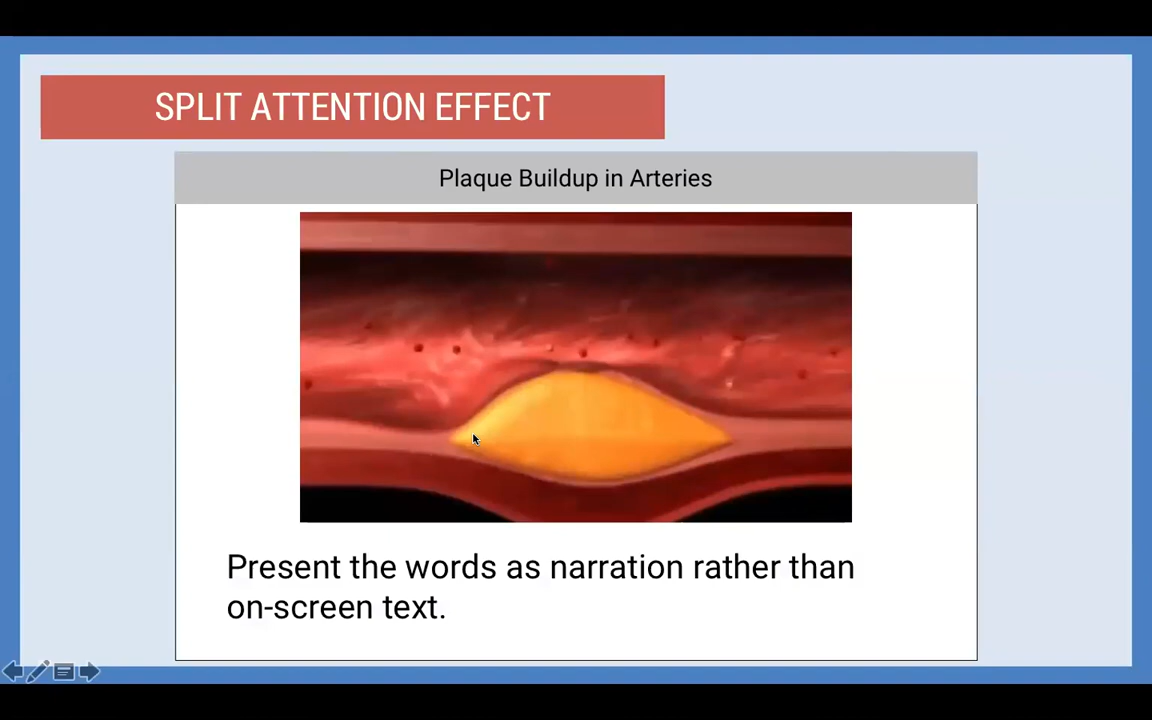 SPLIT ATTENTION EFFECT
Plaque Buildup in Arteries
Present the words as narration rather than
on-screen text.